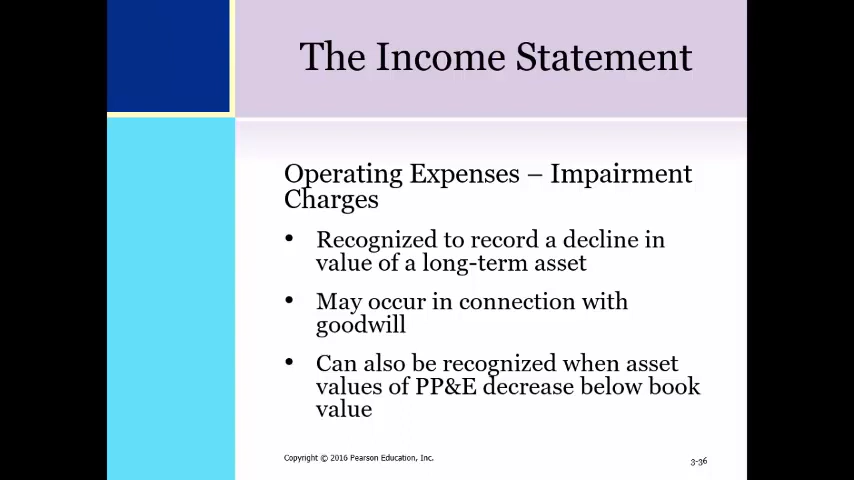 The Income Statement
Operating Expenses – Impairment
Charges
• Recognized to record a decline in
value of a long-term asset
• May occur in connection with
goodwill
• Can also be recognized when asset
values of PP&E decrease below book
value
Copyright © 2016 Pearson Education, Inc.
3-36